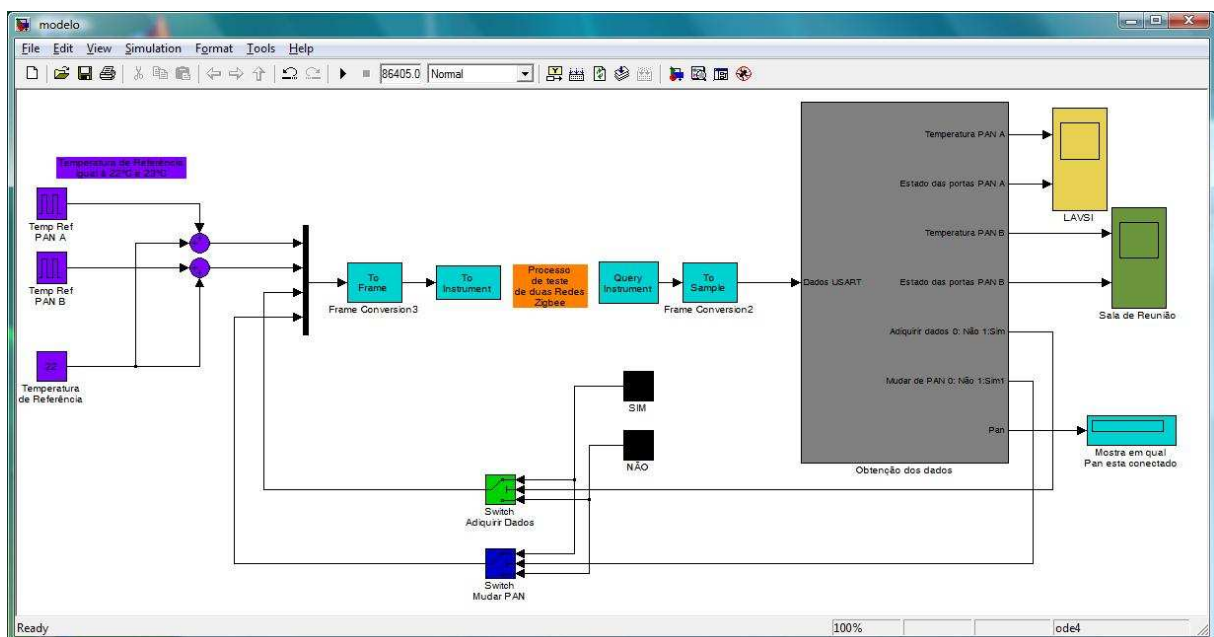 modelo
File Edit View Simulation Format Tools Help
86405.0 Normal
Temperatura de Referência
igual à 22ºC e 23ºC
Temp Ref
PAN A
Temp Ref
PAN B
22
Temperatura
de Referência
To
Frame
Frame Conversion3
To
Instrument
Processo
de teste
de duas Redes
Zigbee
Query
Instrument
To
Sample
Frame Conversion2
Dados USART
Temperatura PAN A
Estado das portas PAN A
Temperatura PAN B
Estado das portas PAN B
Adiquirir dados 0: Não 1:Sim
Mudar de PAN 0: Não 1:Sim1
Pan
Obtenção dos dados
LAVSI
Sala de Reunião
Mostra em qual
Pan esta conectado
SIM
NÃO
Switch
Adiquirir Dados
Switch
Mudar PAN
Ready
100%
ode4